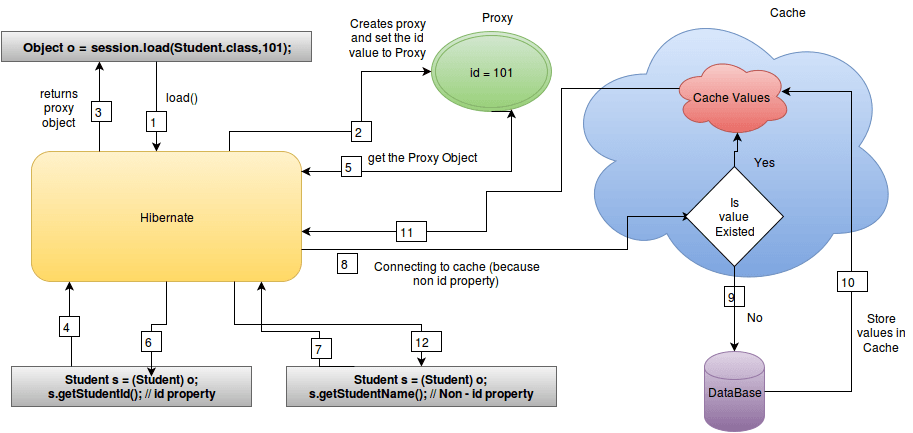 Proxy
Cache
Creates proxy
and set the id
value to Proxy
Object o = session.load(Student.class,101);
id = 101
returns
proxy
object
3
load()
1
2
Cache Values
5
get the Proxy Object
Yes
Hibernate
Is
value
Existed
11
8
Connecting to cache (because
non id property)
9
10
No
Store
values in
Cache
4
6
7
12
Student s = (Student) o;
s.getStudentId(); // id property
Student s = (Student) o;
s.getStudentName(); // Non - id property
DataBase